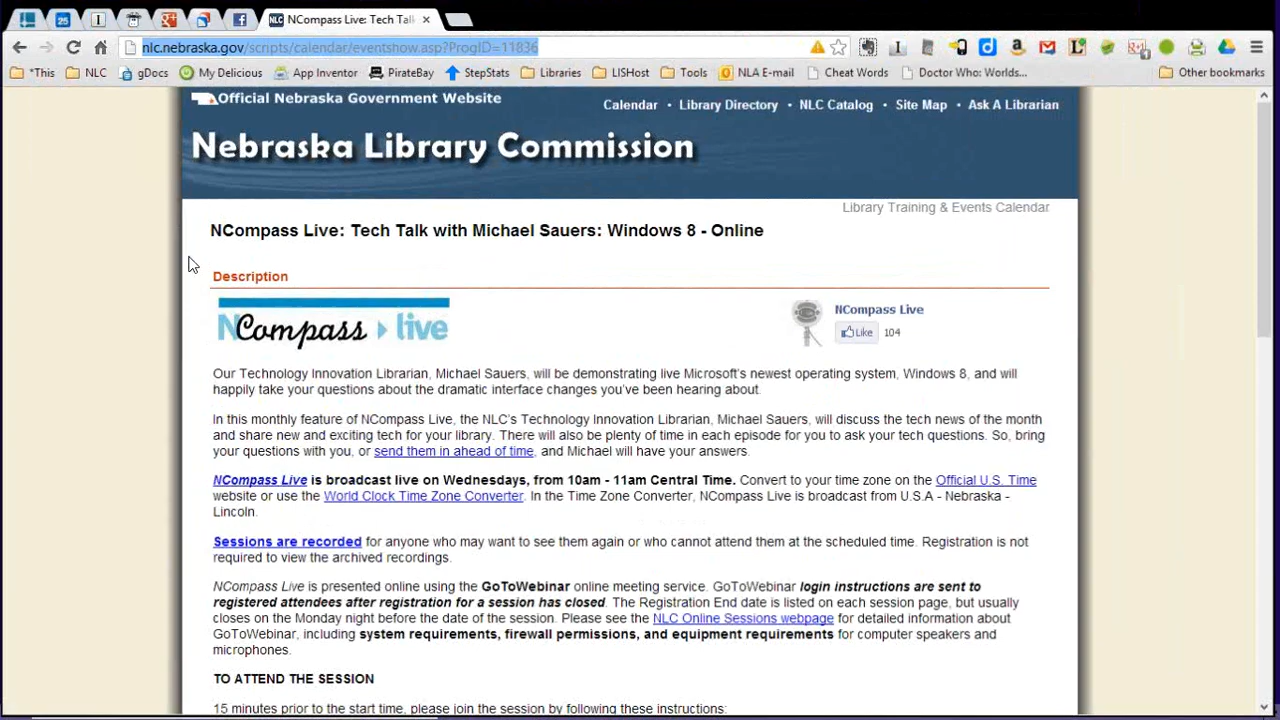 NCompass Live: Tech Tal
nlc.nebraska.gov/scripts/calendar/eventshow.asp?ProgID=11836
*This NLC gDocs My Delicious App Inventor PirateBay StepStats Libraries LISHost Tools NLA E-mail Cheat Words Doctor Who: Worlds... Other bookmarks
Official Nebraska Government Website
Calendar • Library Directory • NLC Catalog • Site Map • Ask A Librarian
Nebraska Library Commission
Library Training & Events Calendar
NCompass Live: Tech Talk with Michael Sauers: Windows 8 - Online
Description
NCompass live
NCompass Live
Like 104
Our Technology Innovation Librarian, Michael Sauers, will be demonstrating live Microsoft's newest operating system, Windows 8, and will
happily take your questions about the dramatic interface changes you've been hearing about.
In this monthly feature of NCompass Live, the NLC's Technology Innovation Librarian, Michael Sauers, will discuss the tech news of the month
and share new and exciting tech for your library. There will also be plenty of time in each episode for you to ask your tech questions. So, bring
your questions with you, or send them in ahead of time, and Michael will have your answers.
NCompass Live is broadcast live on Wednesdays, from 10am - 11am Central Time. Convert to your time zone on the Official U.S. Time
website or use the World Clock Time Zone Converter. In the Time Zone Converter, NCompass Live is broadcast from U.S.A - Nebraska -
Lincoln.
Sessions are recorded for anyone who may want to see them again or who cannot attend them at the scheduled time. Registration is not
required to view the archived recordings.
NCompass Live is presented online using the GoToWebinar online meeting service. GoToWebinar login instructions are sent to
registered attendees after registration for a session has closed. The Registration End date is listed on each session page, but usually
closes on the Monday night before the date of the session. Please see the NLC Online Sessions webpage for detailed information about
GoToWebinar, including system requirements, firewall permissions, and equipment requirements for computer speakers and
microphones.
TO ATTEND THE SESSION
15 minutes prior to the start time, please join the session by following these instructions: